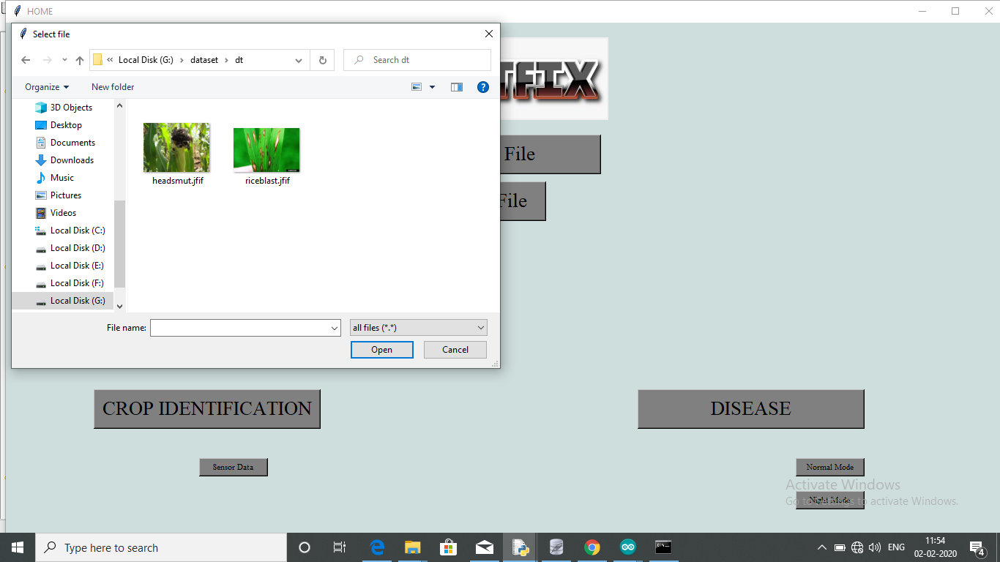 HOME
Select file
« Local Disk (G:) › dataset › dt
Search dt
Organize
New folder
3D Objects
Desktop
Documents
Downloads
Music
Pictures
Videos
Local Disk (C:)
Local Disk (D:)
Local Disk (E:)
Local Disk (F:)
Local Disk (G:)
headsmut.jfif
riceblast.jfif
File name:
all files (*.*)
Open
Cancel
TFIX
File
File
CROP IDENTIFICATION
DISEASE
Sensor Data
Normal Mode
Night Mode
Activate Windows
Go to Settings to activate Windows.
Type here to search
ENG
11:54
02-02-2020
4